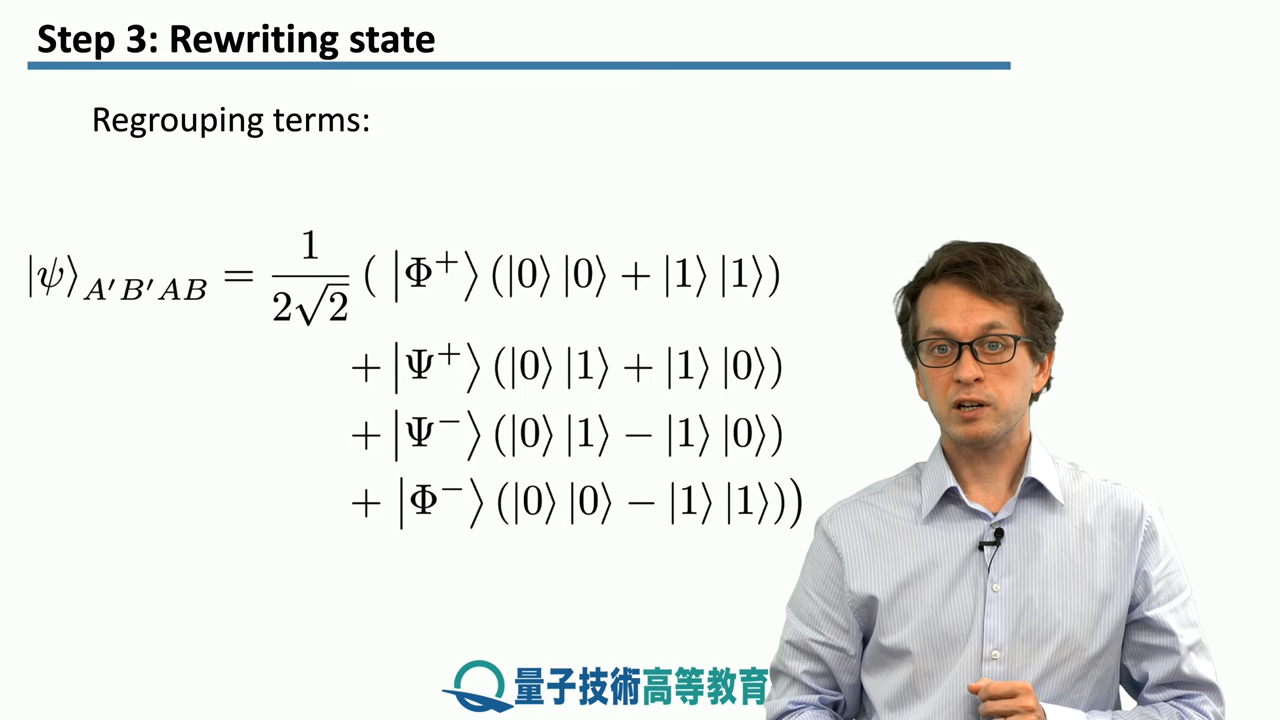 Step 3: Rewriting state
Regrouping terms:
|ψ⟩_{A′B′AB} = \frac{1}{2√2} ( |Φ⁺⟩ (|0⟩ |0⟩ + |1⟩ |1⟩)
+ |Ψ⁺⟩ (|0⟩ |1⟩ + |1⟩ |0⟩)
+ |Ψ⁻⟩ (|0⟩ |1⟩ − |1⟩ |0⟩)
+ |Φ⁻⟩ (|0⟩ |0⟩ − |1⟩ |1⟩))
量子技術高等教育